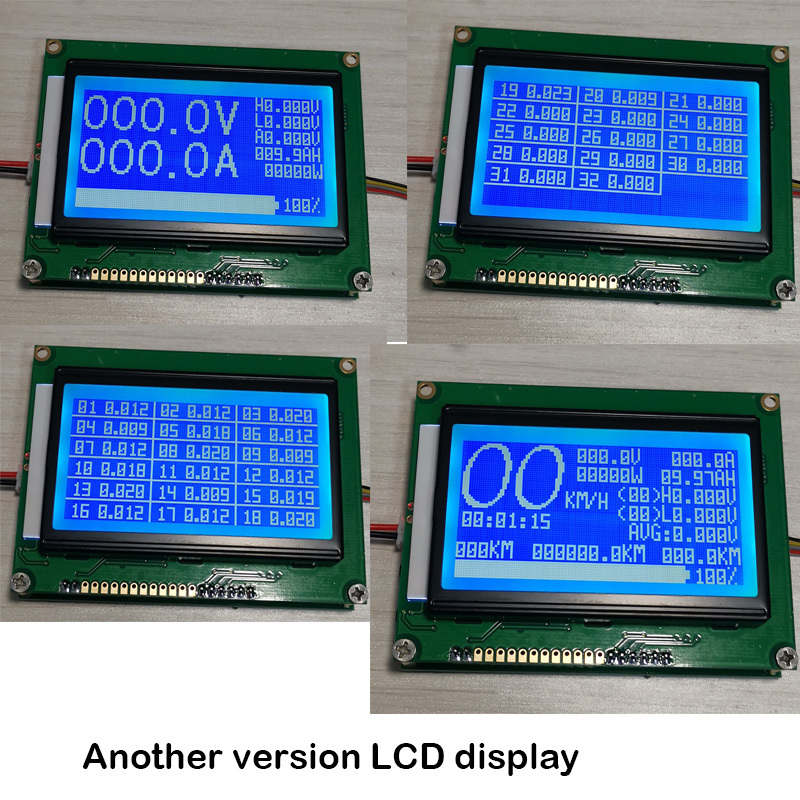 000.0V
000.0A
H0.000V
L0.000V
A0.000V
009.9AH
00000W
100%
19 0.023 20 0.009 21 0.000
22 0.000 23 0.000 24 0.000
25 0.000 26 0.000 27 0.000
28 0.000 29 0.000 30 0.000
31 0.000 32 0.000
01 0.012 02 0.012 03 0.020
04 0.009 05 0.018 06 0.012
07 0.012 08 0.020 09 0.009
10 0.018 11 0.012 12 0.012
13 0.020 14 0.009 15 0.019
16 0.012 17 0.012 18 0.020
00 KM/H
00:01:15
000.0V 000.0A
00000W 09.97AH
(00)H0.000V
(00)L0.000V
AVG:0.000V
000KM 000000.0KM 000.0KM
100%
Another version LCD display